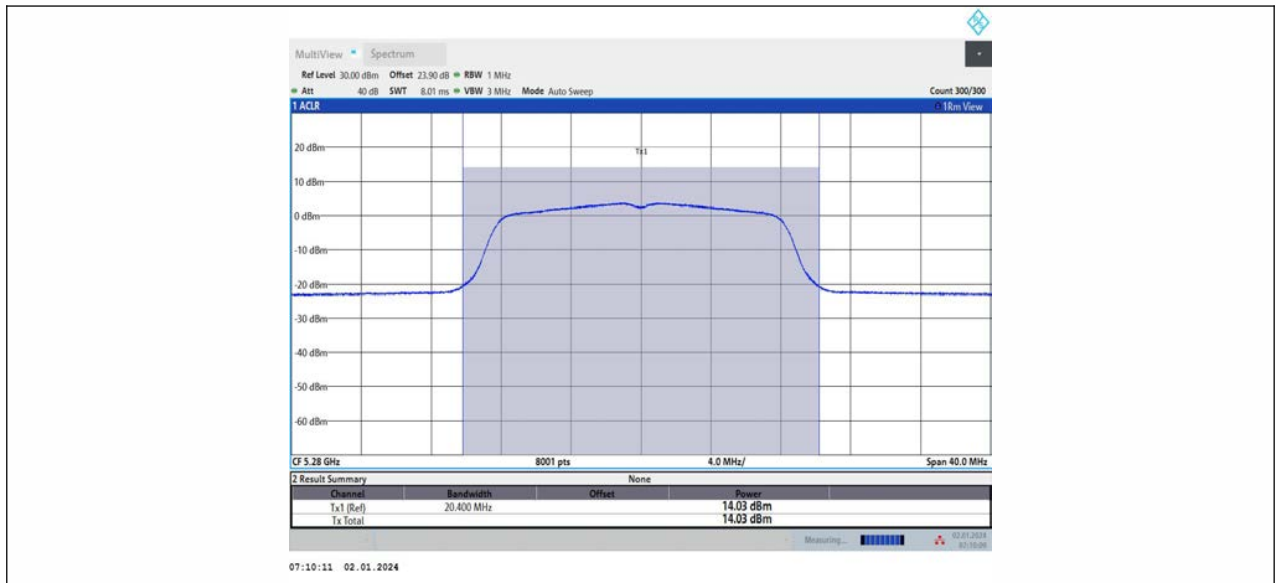 MultiView Spectrum
Ref Level 30.00 dBm Offset 23.90 dB RBW 1 MHz
Att 40 dB SWT 8.01 ms VBW 3 MHz Mode Auto Sweep Count 300/300
1 ACLR 1Rm View
Tx1
20 dBm
10 dBm
0 dBm
-10 dBm
-20 dBm
-30 dBm
-40 dBm
-50 dBm
-60 dBm
CF 5.28 GHz 8001 pts 4.0 MHz/ Span 40.0 MHz
2 Result Summary None
Channel Bandwidth Offset Power
Tx1 (Ref) 20.400 MHz 14.03 dBm
Tx Total 14.03 dBm
Measuring... 02.01.2024
07:10:11 02.01.2024